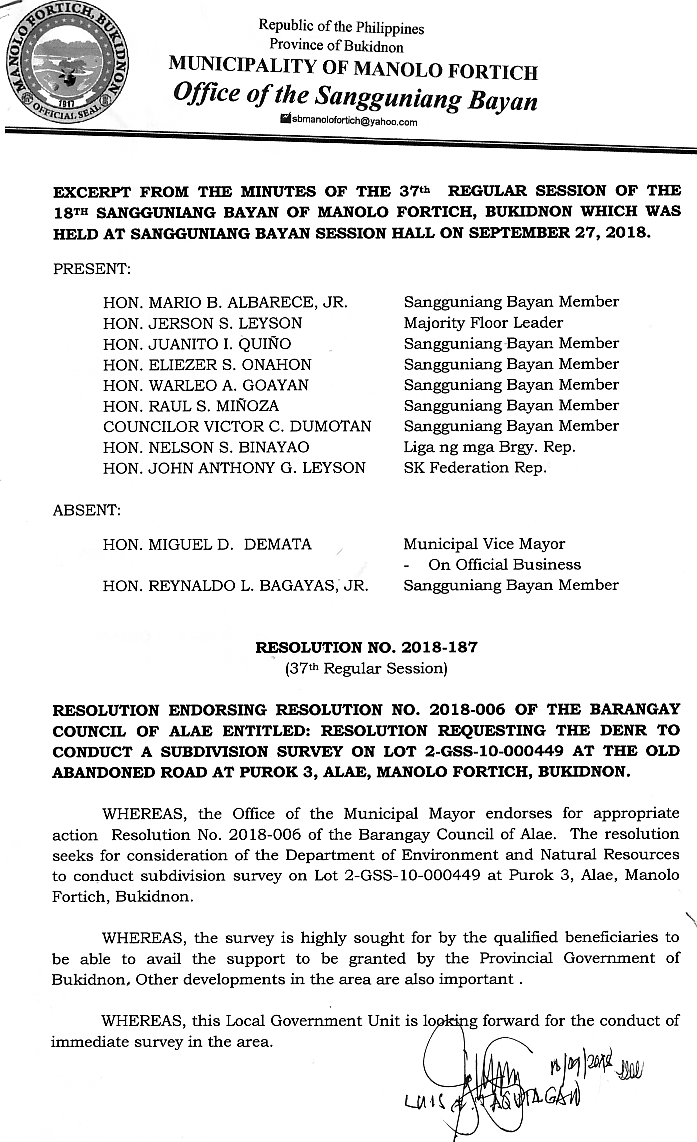 MANOLO FORTICH, BUKIDNON
1917
OFFICIAL SEAL
Republic of the Philippines
Province of Bukidnon
MUNICIPALITY OF MANOLO FORTICH
Office of the Sangguniang Bayan
sbmanolofortich@yahoo.com
EXCERPT FROM THE MINUTES OF THE 37th REGULAR SESSION OF THE
18TH SANGGUNIANG BAYAN OF MANOLO FORTICH, BUKIDNON WHICH WAS
HELD AT SANGGUNIANG BAYAN SESSION HALL ON SEPTEMBER 27, 2018.
PRESENT:
HON. MARIO B. ALBARECE, JR. Sangguniang Bayan Member
HON. JERSON S. LEYSON Majority Floor Leader
HON. JUANITO I. QUIÑO Sangguniang Bayan Member
HON. ELIEZER S. ONAHON Sangguniang Bayan Member
HON. WARLEO A. GOAYAN Sangguniang Bayan Member
HON. RAUL S. MIÑOZA Sangguniang Bayan Member
COUNCILOR VICTOR C. DUMOTAN Sangguniang Bayan Member
HON. NELSON S. BINAYAO Liga ng mga Brgy. Rep.
HON. JOHN ANTHONY G. LEYSON SK Federation Rep.
ABSENT:
HON. MIGUEL D. DEMATA Municipal Vice Mayor
- On Official Business
HON. REYNALDO L. BAGAYAS, JR. Sangguniang Bayan Member
RESOLUTION NO. 2018-187
(37th Regular Session)
RESOLUTION ENDORSING RESOLUTION NO. 2018-006 OF THE BARANGAY
COUNCIL OF ALAE ENTITLED: RESOLUTION REQUESTING THE DENR TO
CONDUCT A SUBDIVISION SURVEY ON LOT 2-GSS-10-000449 AT THE OLD
ABANDONED ROAD AT PUROK 3, ALAE, MANOLO FORTICH, BUKIDNON.
WHEREAS, the Office of the Municipal Mayor endorses for appropriate
action Resolution No. 2018-006 of the Barangay Council of Alae. The resolution
seeks for consideration of the Department of Environment and Natural Resources
to conduct subdivision survey on Lot 2-GSS-10-000449 at Purok 3, Alae, Manolo
Fortich, Bukidnon.
WHEREAS, the survey is highly sought for by the qualified beneficiaries to
be able to avail the support to be granted by the Provincial Government of
Bukidnon. Other developments in the area are also important .
WHEREAS, this Local Government Unit is looking forward for the conduct of
immediate survey in the area.
LUIS